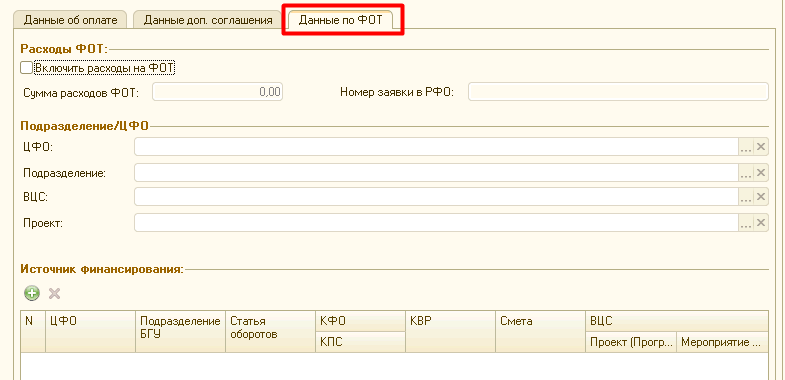 Данные об оплате Данные доп. соглашения Данные по ФОТ
Расходы ФОТ:
Включить расходы на ФОТ
Сумма расходов ФОТ: 0,00 Номер заявки в РФО:
Подразделение/ЦФО
ЦФО: ...
Подразделение: ...
ВЦС: ...
Проект: ...
Источник финансирования:
N ЦФО Подразделение БГУ Статья оборотов КФО КВР Смета ВЦС
КПС Проект (Прогр... Мероприятие ...